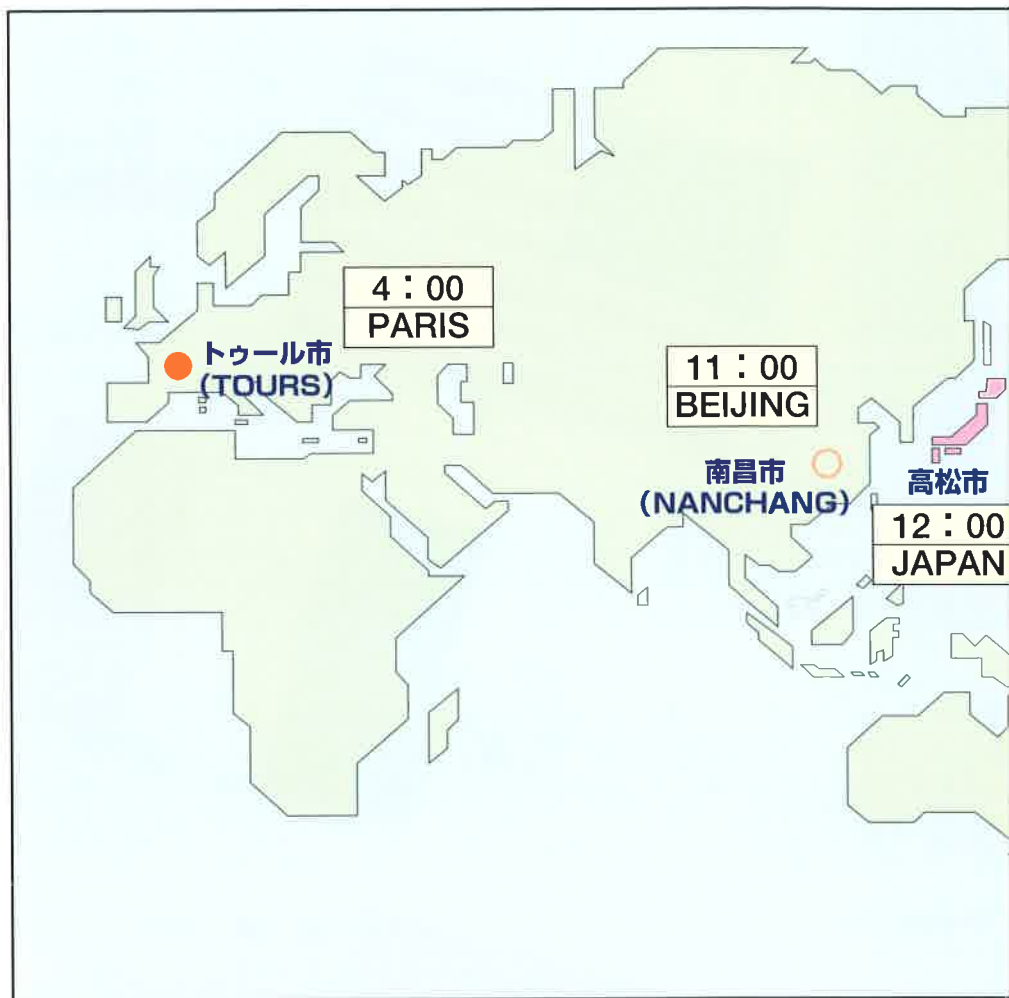 4：00
PARIS
トゥール市
(TOURS)
11：00
BEIJING
南昌市
(NANCHANG)
高松市
12：00
JAPAN